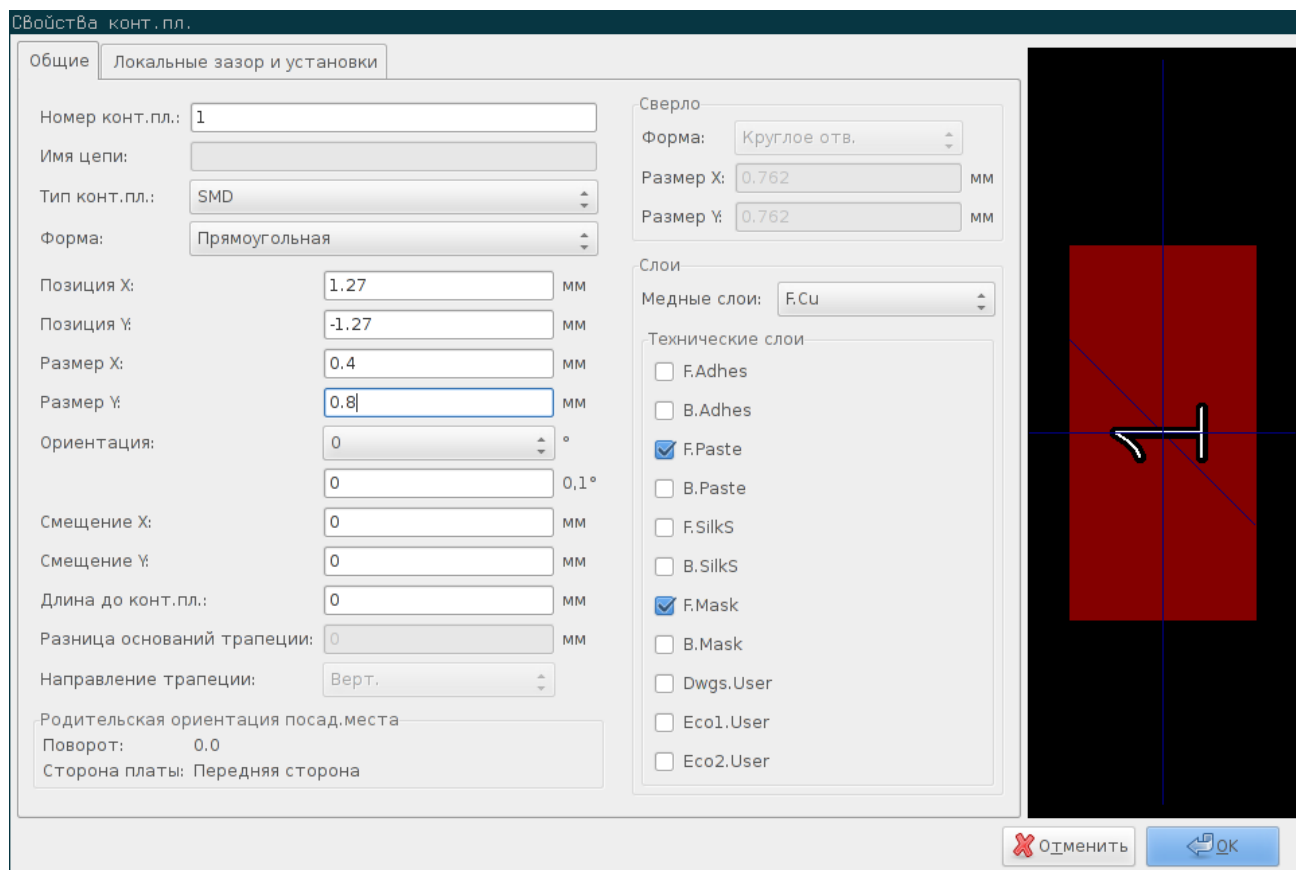 Свойства конт.пл.
Общие
Локальные зазор и установки
Номер конт.пл.: 1
Имя цепи:
Тип конт.пл.: SMD
Форма: Прямоугольная
Позиция X: 1.27 мм
Позиция Y: -1.27 мм
Размер X: 0.4 мм
Размер Y: 0.8 мм
Ориентация: 0 °
0 0,1°
Смещение X: 0 мм
Смещение Y: 0 мм
Длина до конт.пл.: 0 мм
Разница оснований трапеции: 0 мм
Направление трапеции: Верт.
Родительская ориентация посад.места
Поворот: 0.0
Сторона платы: Передняя сторона
Сверло
Форма: Круглое отв.
Размер X: 0.762 мм
Размер Y: 0.762 мм
Слои
Медные слои: F.Cu
Технические слои
F.Adhes
B.Adhes
F.Paste
B.Paste
F.SilkS
B.SilkS
F.Mask
B.Mask
Dwgs.User
Eco1.User
Eco2.User
1
Отменить
OK